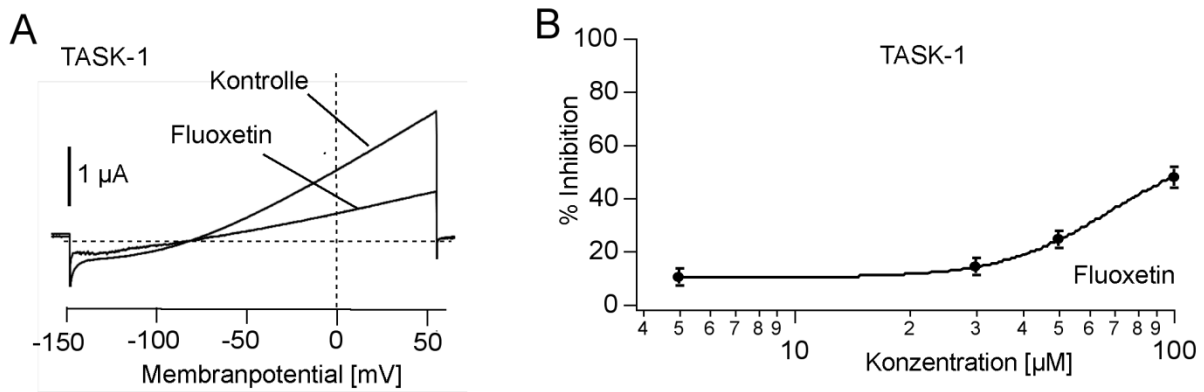 A
TASK-1
Kontrolle
Fluoxetin
1 µA
-150 -100 -50 0 50
Membranpotential [mV]
B
100
TASK-1
80
60
40
20
0
% Inhibition
Fluoxetin
4 5 6 7 8 9 2 3 4 5 6 7 8 9
10 100
Konzentration [µM]